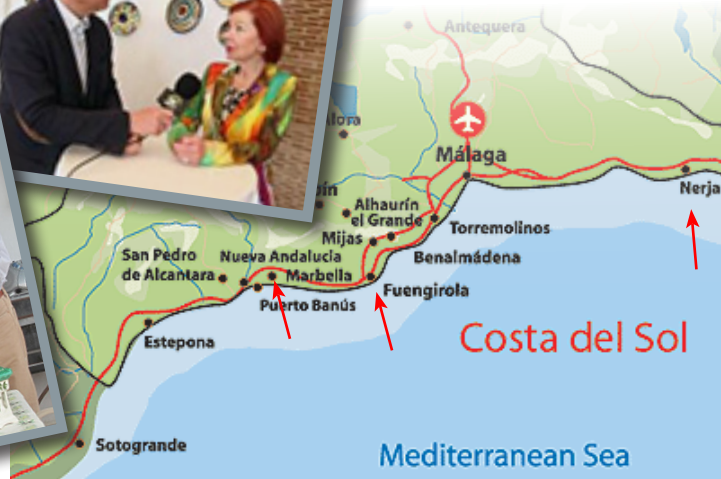 Antequera
Alora
Málaga
Nerja
Alhaurín
el Grande
Torremolinos
Mijas
Benalmádena
San Pedro
de Alcantara
Nueva Andalucia
Marbella
Fuengirola
Puerto Banús
Estepona
Costa del Sol
Sotogrande
Mediterranean Sea